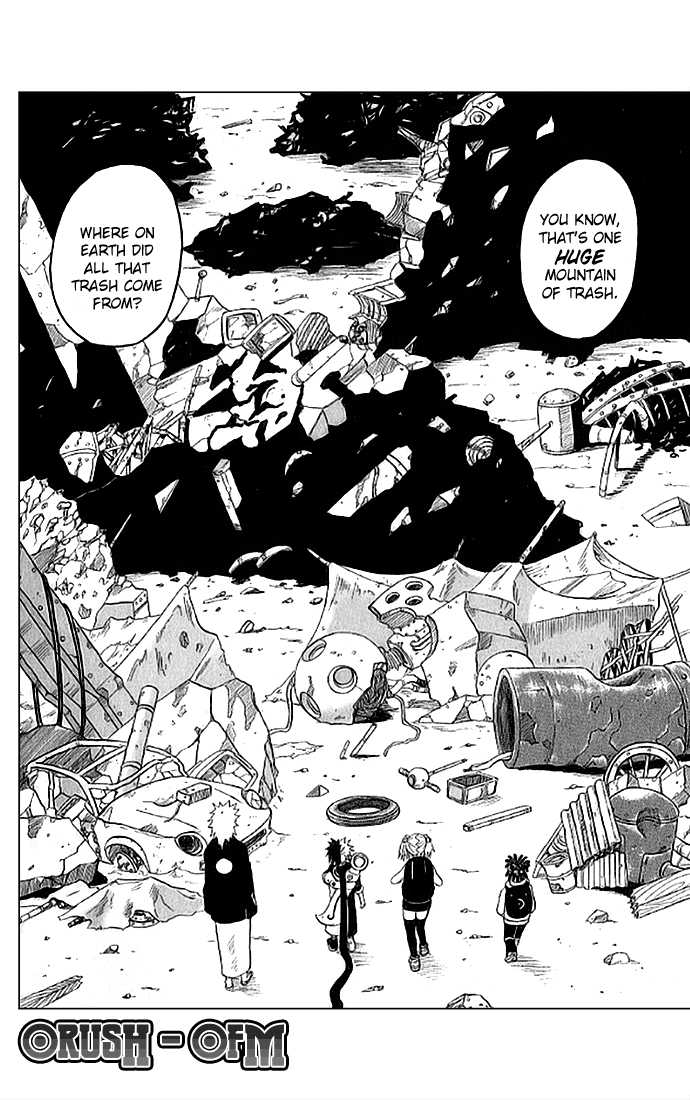 YOU KNOW,
THAT'S ONE
HUGE
MOUNTAIN
OF TRASH.
WHERE ON
EARTH DID
ALL THAT
TRASH COME
FROM?
ORUSH - OFM